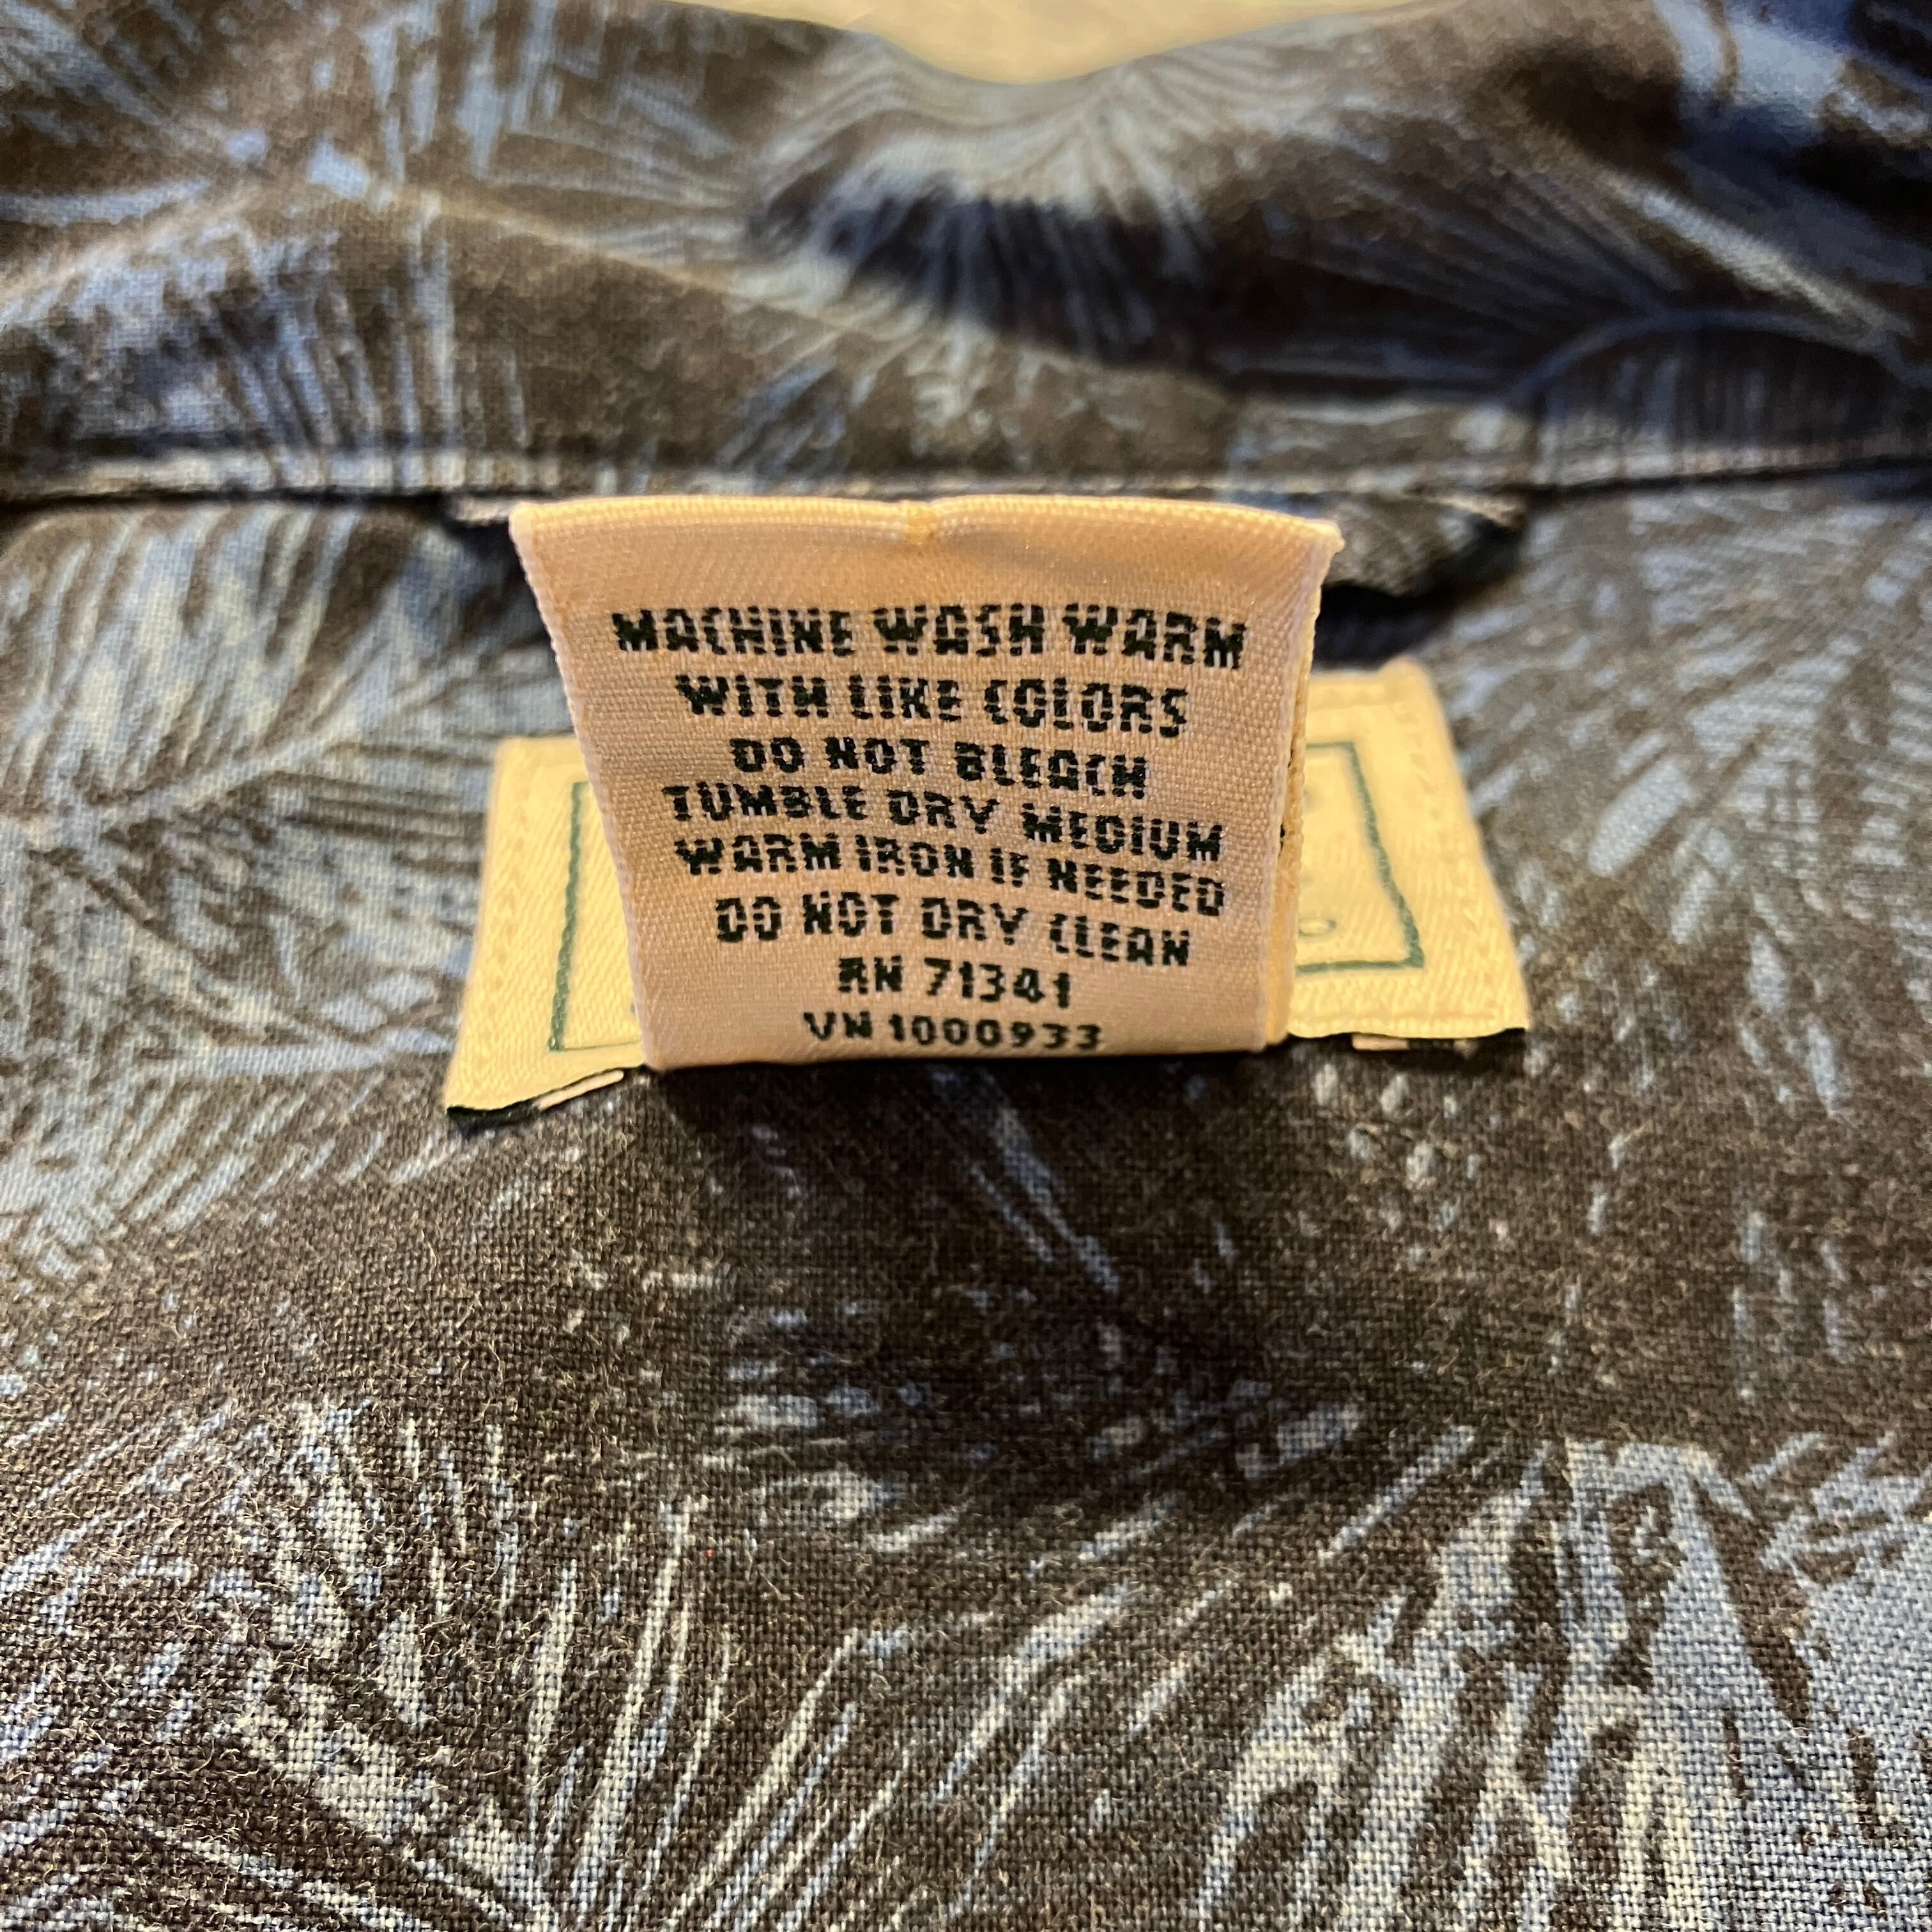 MACHINE WASH WARM
WITH LIKE COLORS
DO NOT BLEACH
TUMBLE DRY MEDIUM
WARM IRON IF NEEDED
DO NOT DRY CLEAN
RN 71341
VN 1000933